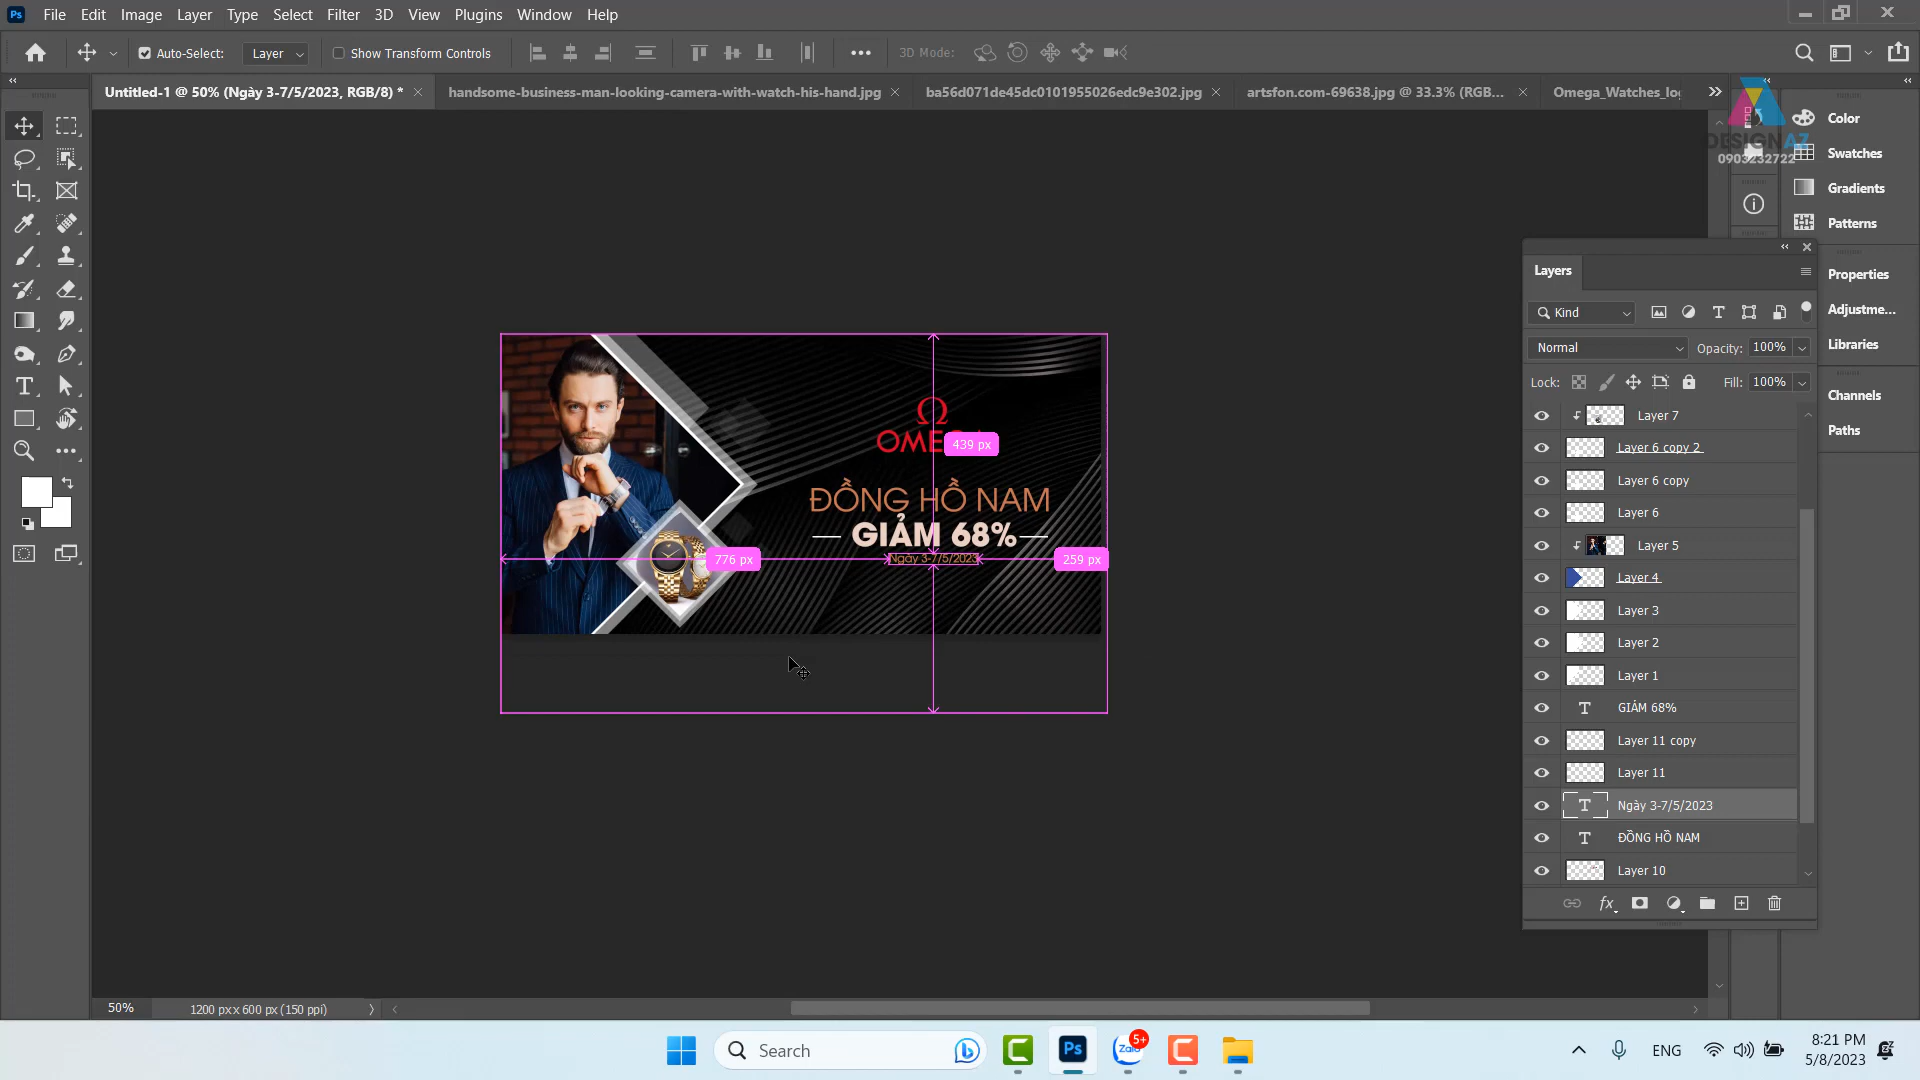 File Edit Image Layer Type Select Filter 3D View Plugins Window Help
Auto-Select: Layer Show Transform Controls 3D Mode:
Untitled-1 @ 50% (Ngày 3-7/5/2023, RGB/8) *
handsome-business-man-looking-camera-with-watch-his-hand.jpg
ba56d071de45dc0101955026edc9e302.jpg
artsfon.com-69638.jpg @ 33.3% (RGB...
Omega_Watches_lo
DESIGN AZ
0903232722
Color
Swatches
Gradients
Patterns
Properties
Adjustme...
Libraries
Channels
Paths
Layers
Kind
Normal Opacity: 100%
Lock: Fill: 100%
Layer 7
Layer 6 copy 2
Layer 6 copy
Layer 6
Layer 5
Layer 4
Layer 3
Layer 2
Layer 1
GIẢM 68%
Layer 11 copy
Layer 11
Ngày 3-7/5/2023
ĐỒNG HỒ NAM
Layer 10
Ω
439 px
ĐỒNG HỒ NAM
GIẢM 68%
Ngày 3-7/5/2023
776 px
259 px
50% 1200 px x 600 px (150 ppi)
Search
Zalo
5+
ENG
8:21 PM
5/8/2023